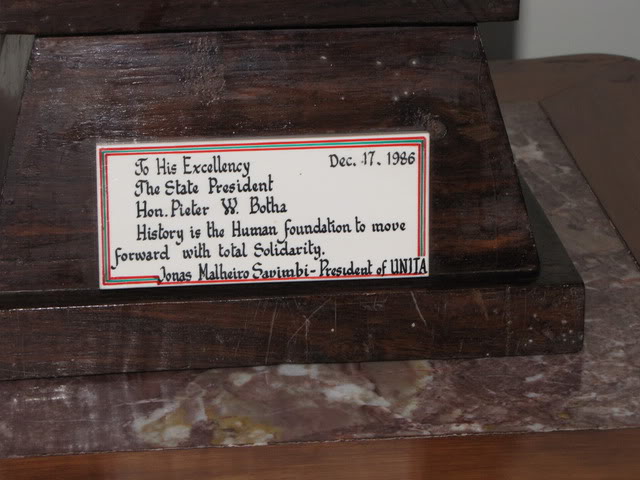 To His Excellency Dec. 17. 1986
The State President
Hon. Pieter W. Botha
History is the Human foundation to move
forward with total Solidarity.
Jonas Malheiro Savimbi - President of UNITA